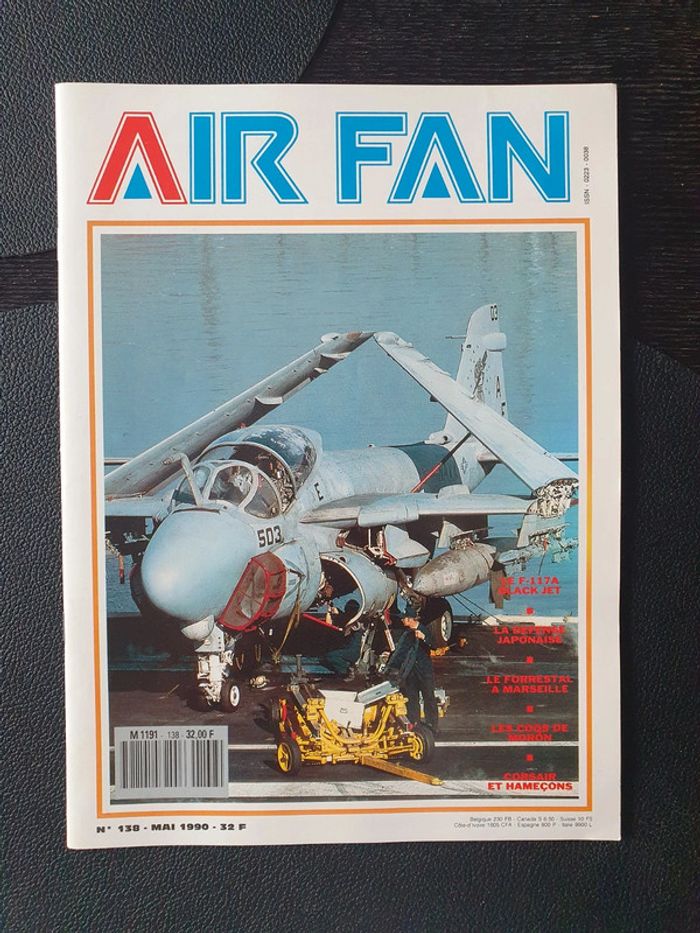 AIR FAN
ISSN - 0223 - 0038
03
A
E
503
LE F-117A
BLACK JET
LA DÉFENSE
JAPONAISE
LE FORRESTAL
A MARSEILLE
LES COQS DE
MORÓN
CORSAIR
ET HAMEÇONS
M 1191 - 138 - 32,00 F
N° 138 - MAI 1990 - 32 F
Belgique 230 FB - Canada $ 6.50 - Suisse 10 FS
Côte-d'Ivoire 1805 CFA - Espagne 800 P - Italie 9900 L